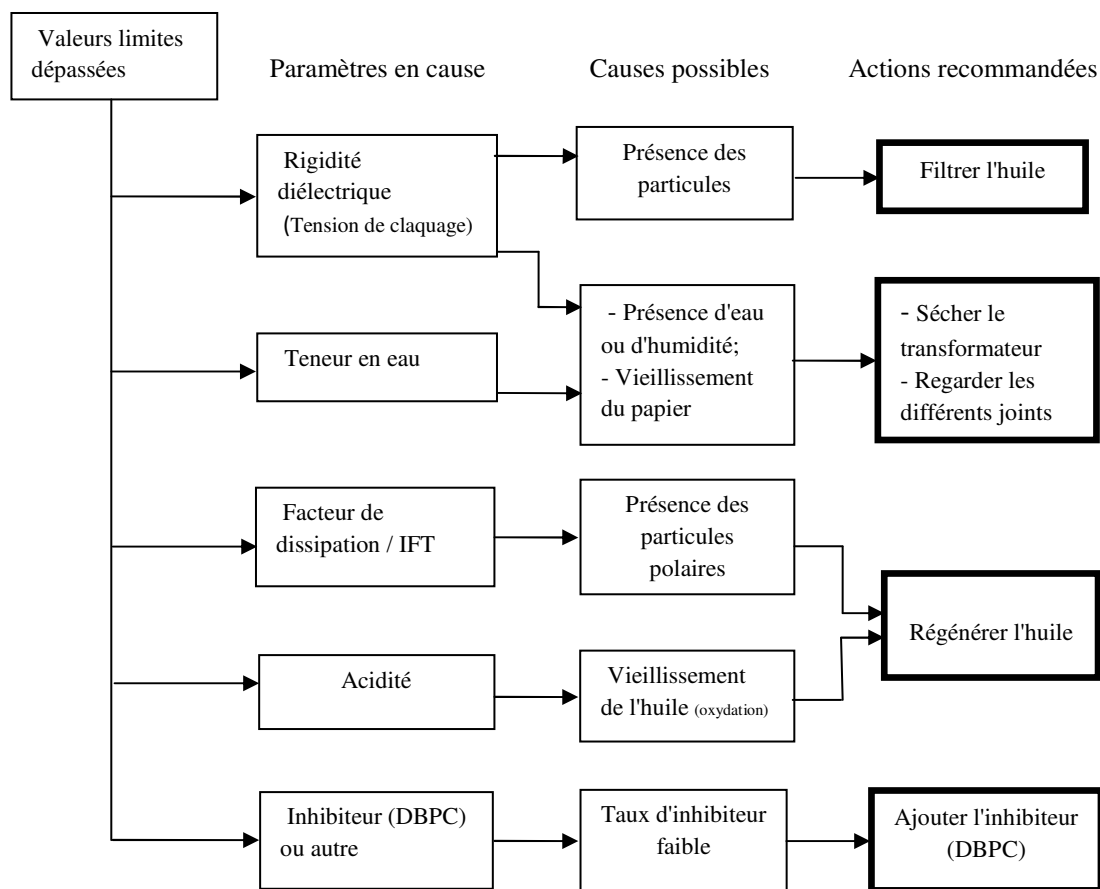 Valeurs limites
dépassées
Paramètres en cause
Causes possibles
Actions recommandées
Rigidité
diélectrique
(Tension de claquage)
Présence des
particules
Filtrer l'huile
Teneur en eau
- Présence d'eau
ou d'humidité;
- Vieillissement
du papier
- Sécher le
transformateur
- Regarder les
différents joints
Facteur de
dissipation / IFT
Présence des
particules
polaires
Régénérer l'huile
Acidité
Vieillissement
de l'huile (oxydation)
Inhibiteur (DBPC)
ou autre
Taux d'inhibiteur
faible
Ajouter l'inhibiteur
(DBPC)